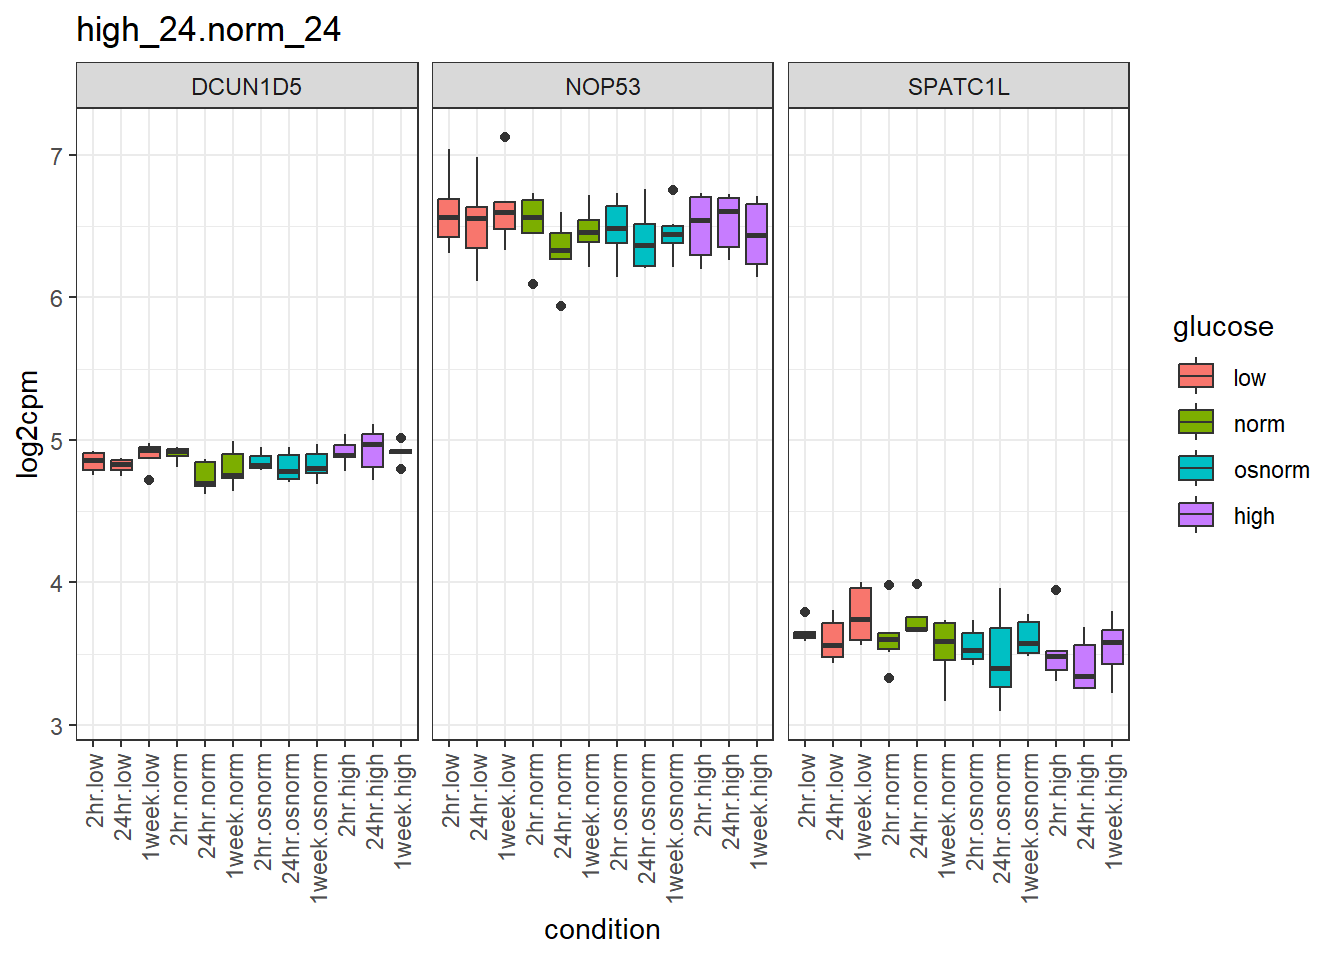 high_24.norm_24
DCUN1D5 NOP53 SPATC1L
7
6
5
4
3
log2cpm
2hr.low
24hr.low
1week.low
2hr.norm
24hr.norm
1week.norm
2hr.osnorm
24hr.osnorm
1week.osnorm
2hr.high
24hr.high
1week.high
2hr.low
24hr.low
1week.low
2hr.norm
24hr.norm
1week.norm
2hr.osnorm
24hr.osnorm
1week.osnorm
2hr.high
24hr.high
1week.high
2hr.low
24hr.low
1week.low
2hr.norm
24hr.norm
1week.norm
2hr.osnorm
24hr.osnorm
1week.osnorm
2hr.high
24hr.high
1week.high
condition
glucose
low
norm
osnorm
high